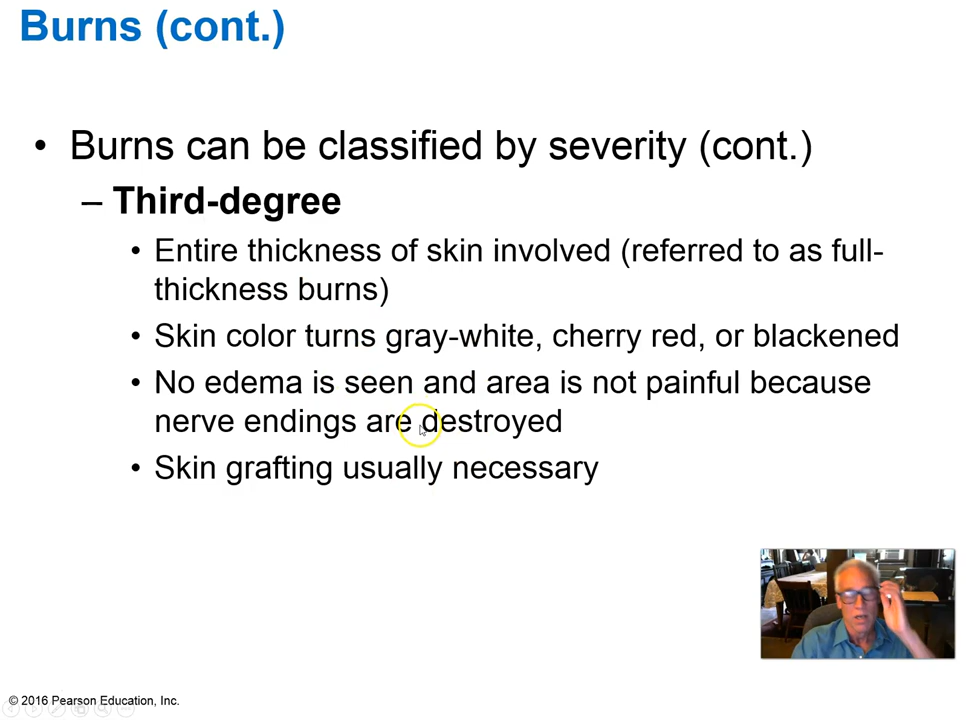 Burns (cont.)
• Burns can be classified by severity (cont.)
– Third-degree
• Entire thickness of skin involved (referred to as full-
thickness burns)
• Skin color turns gray-white, cherry red, or blackened
• No edema is seen and area is not painful because
nerve endings are destroyed
• Skin grafting usually necessary
© 2016 Pearson Education, Inc.